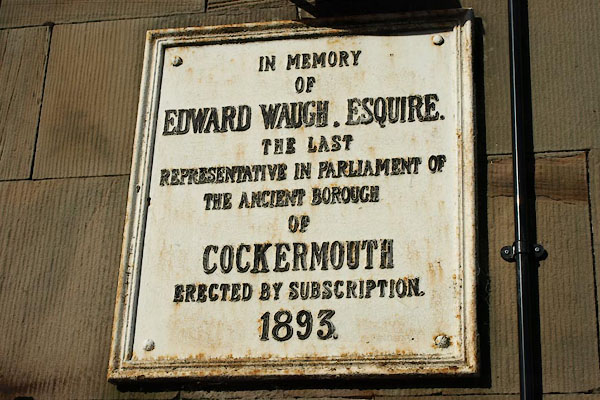 IN MEMORY
OF
EDWARD WAUGH. ESQUIRE.
THE LAST
REPRESENTATIVE IN PARLIAMENT OF
THE ANCIENT BOROUGH
OF
COCKERMOUTH
ERECTED BY SUBSCRIPTION.
1893.